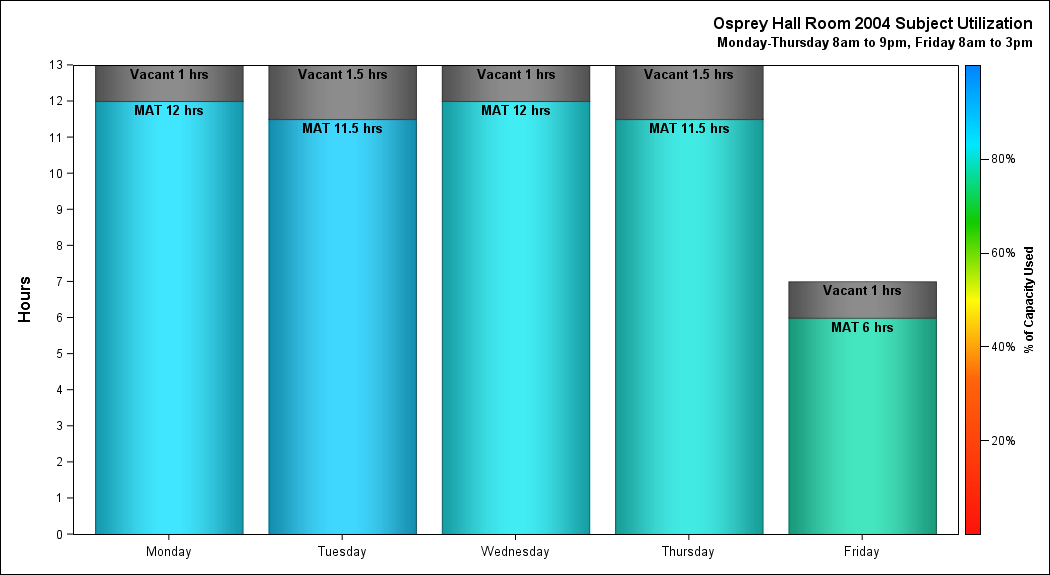 Osprey Hall Room 2004 Subject Utilization
Monday-Thursday 8am to 9pm, Friday 8am to 3pm
Hours
13
12
11
10
9
8
7
6
5
4
3
2
1
0
Vacant 1 hrs
MAT 12 hrs
Vacant 1.5 hrs
MAT 11.5 hrs
Vacant 1 hrs
MAT 12 hrs
Vacant 1.5 hrs
MAT 11.5 hrs
Vacant 1 hrs
MAT 6 hrs
Monday
Tuesday
Wednesday
Thursday
Friday
80%
60%
40%
20%
% of Capacity Used